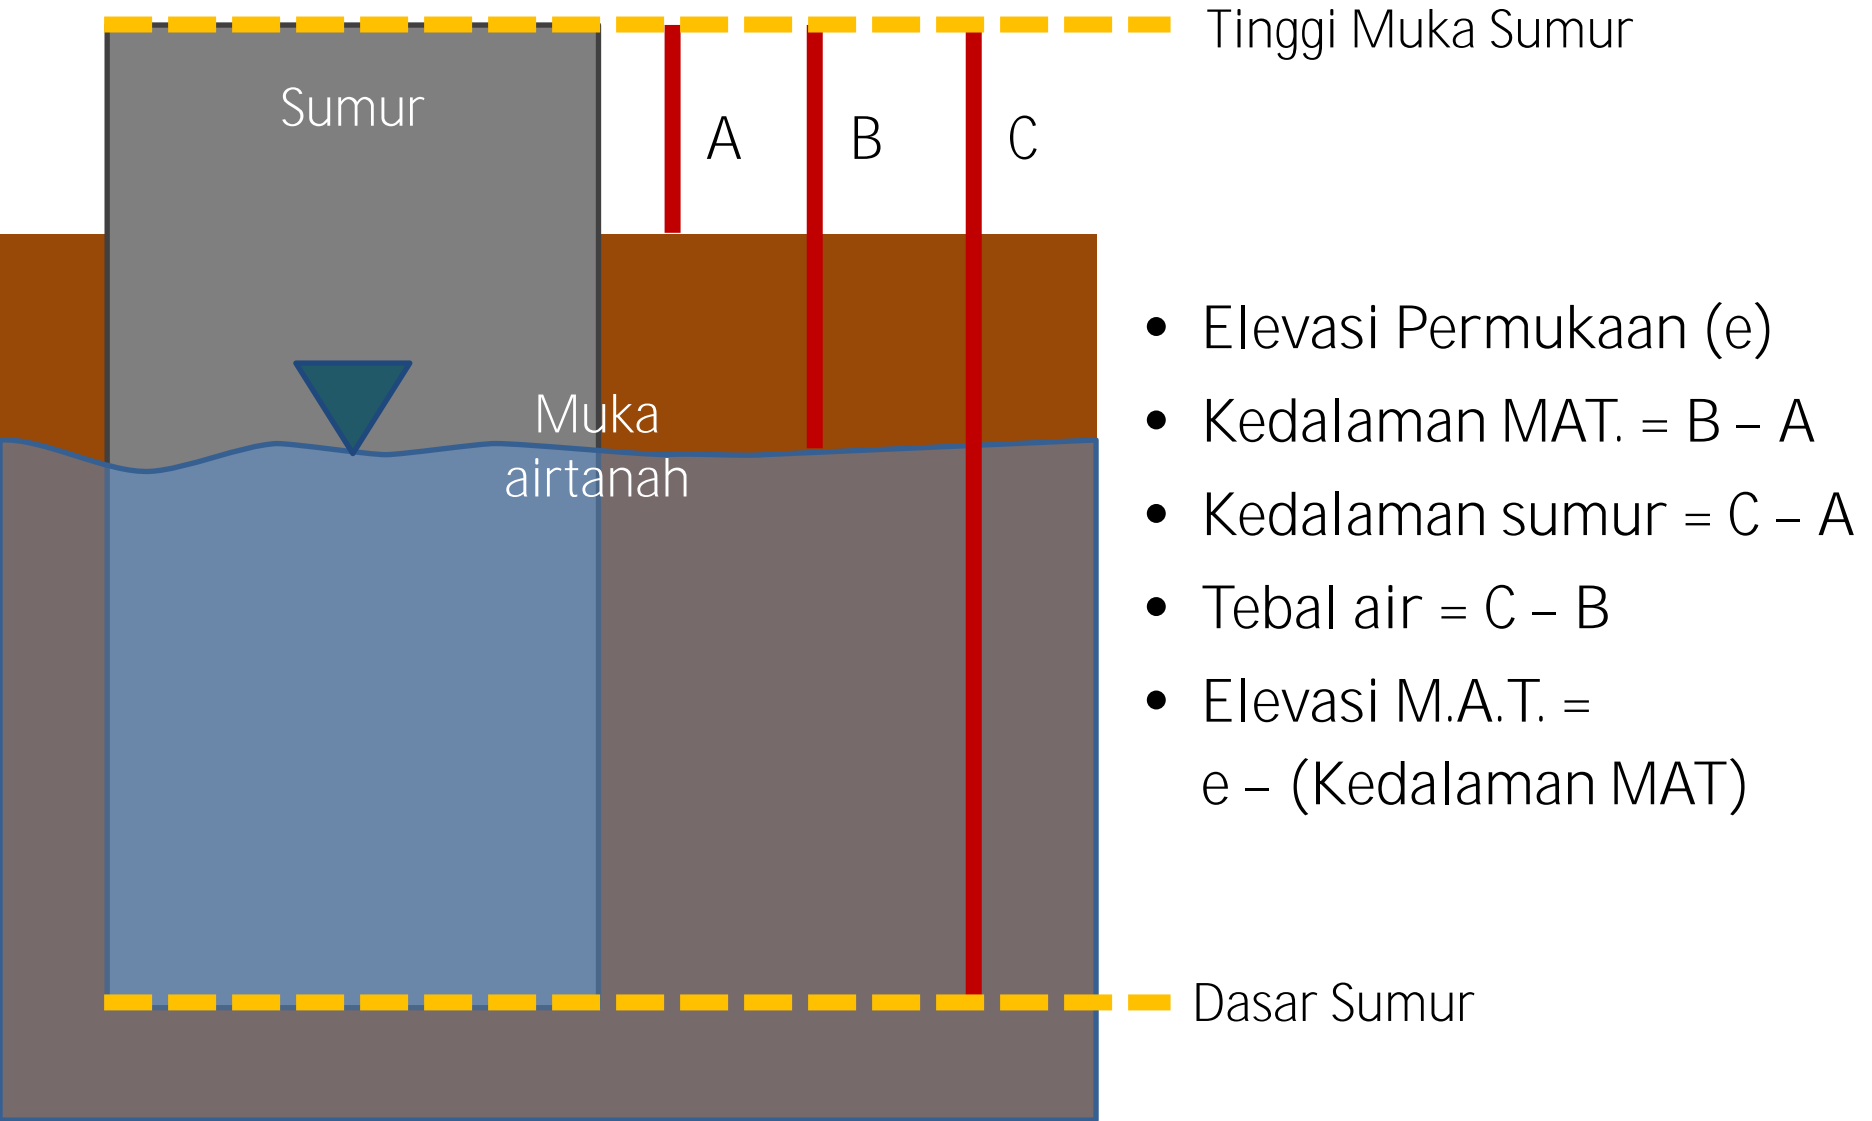 Tinggi Muka Sumur
Sumur
A
B
C
Muka
airtanah
• Elevasi Permukaan (e)
• Kedalaman MAT. = B – A
• Kedalaman sumur = C – A
• Tebal air = C – B
• Elevasi M.A.T. =
e – (Kedalaman MAT)
Dasar Sumur